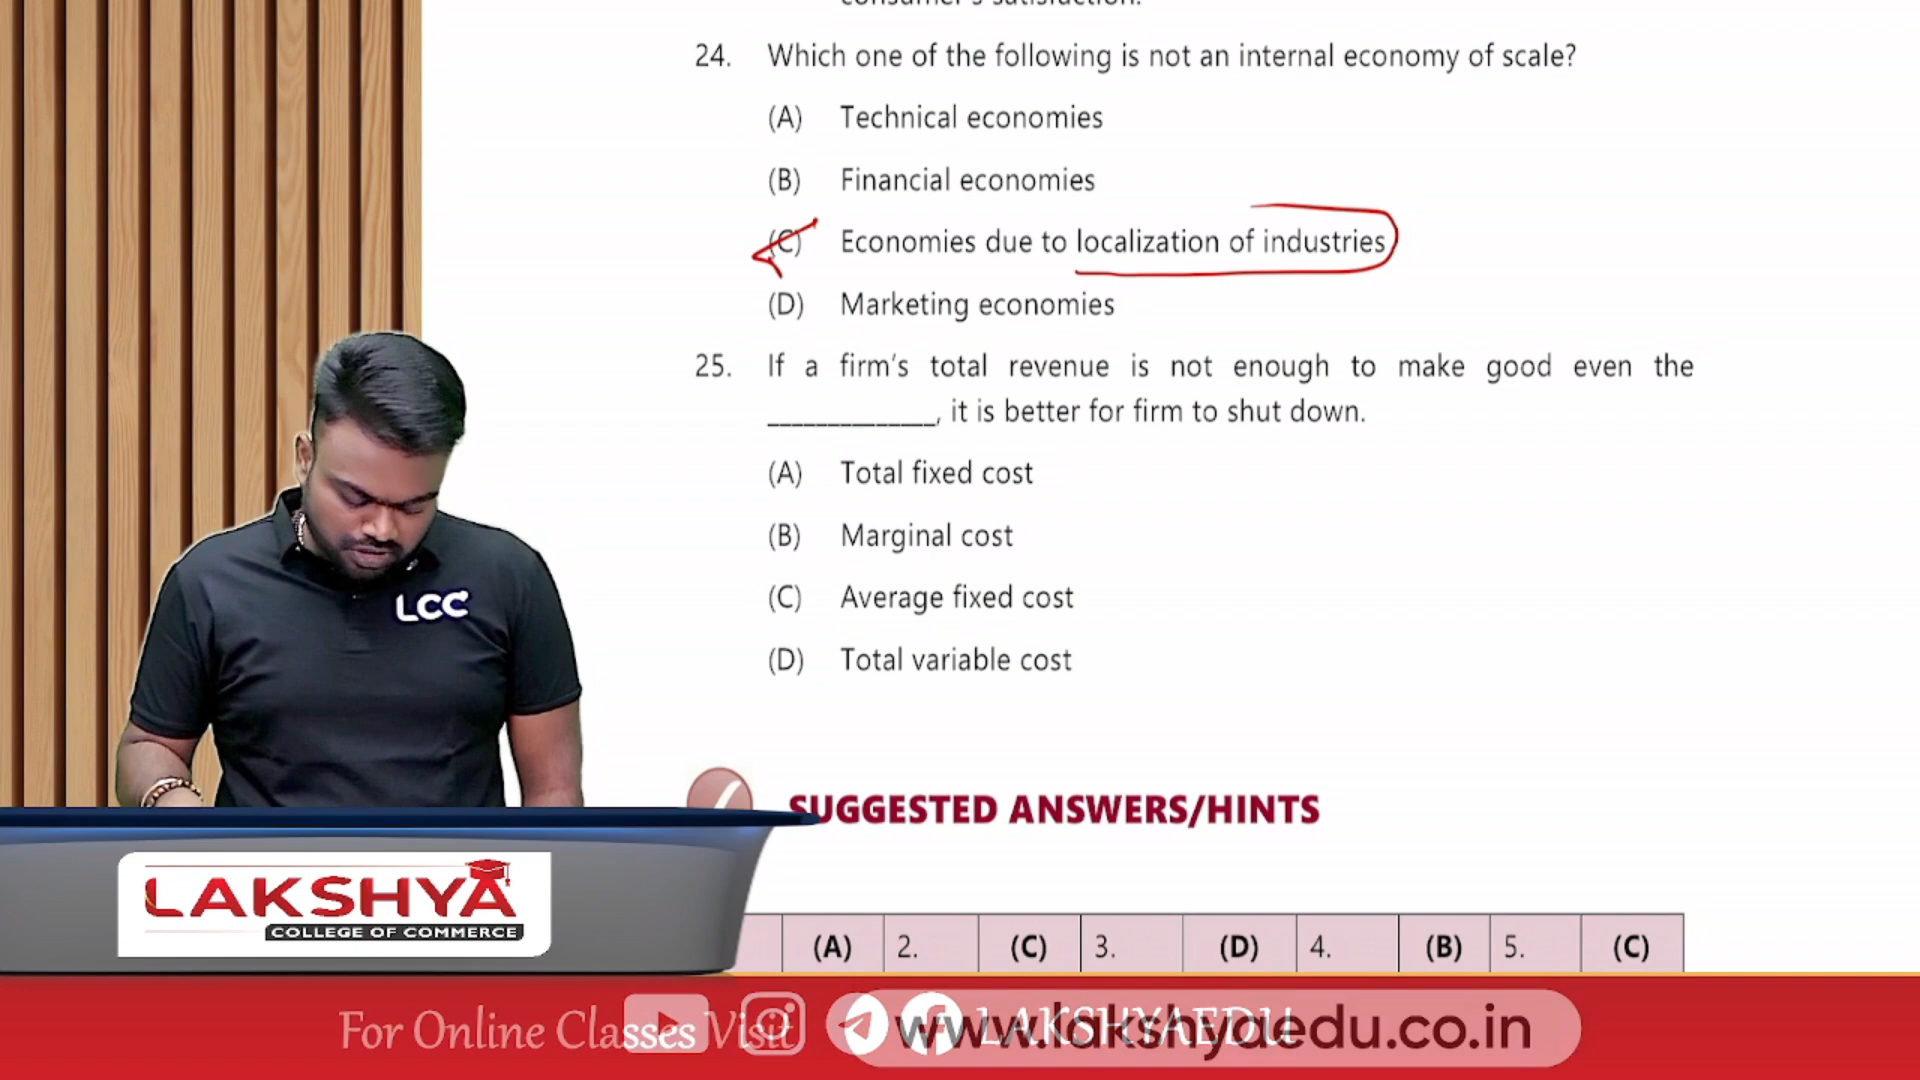 consumer's satisfaction.
24. Which one of the following is not an internal economy of scale?
(A) Technical economies
(B) Financial economies
(C) Economies due to localization of industries
(D) Marketing economies
25. If a firm's total revenue is not enough to make good even the
______________, it is better for firm to shut down.
(A) Total fixed cost
(B) Marginal cost
(C) Average fixed cost
(D) Total variable cost
LCC
SUGGESTED ANSWERS/HINTS
LAKSHYA
COLLEGE OF COMMERCE
(A) 2. (C) 3. (D) 4. (B) 5. (C)
For Online Classes Visit www.lakshyaedu.co.in
LAKSHYAEDU